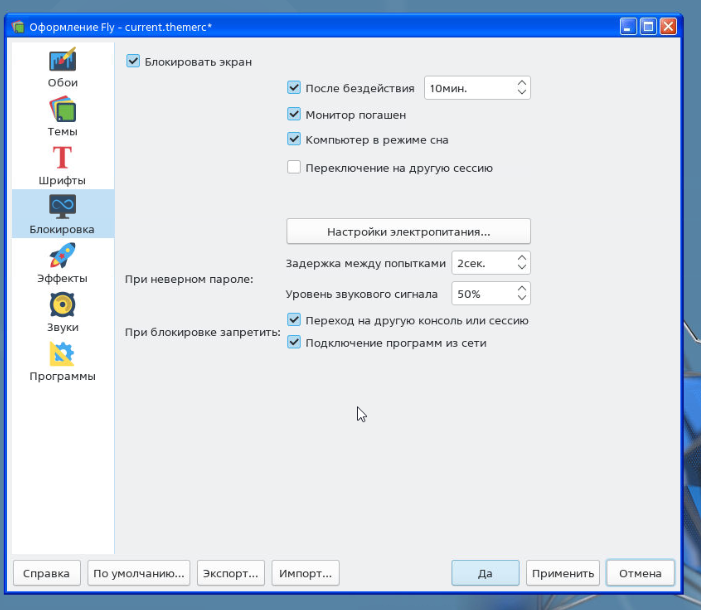 Оформление Fly - current.themerc*
Обои
Темы
Шрифты
Блокировка
Эффекты
Звуки
Программы
Блокировать экран
После бездействия 10мин.
Монитор погашен
Компьютер в режиме сна
Переключение на другую сессию
Настройки электропитания...
При неверном пароле:
Задержка между попытками 2сек.
Уровень звукового сигнала 50%
При блокировке запретить:
Переход на другую консоль или сессию
Подключение программ из сети
Справка По умолчанию... Экспорт... Импорт... Да Применить Отмена